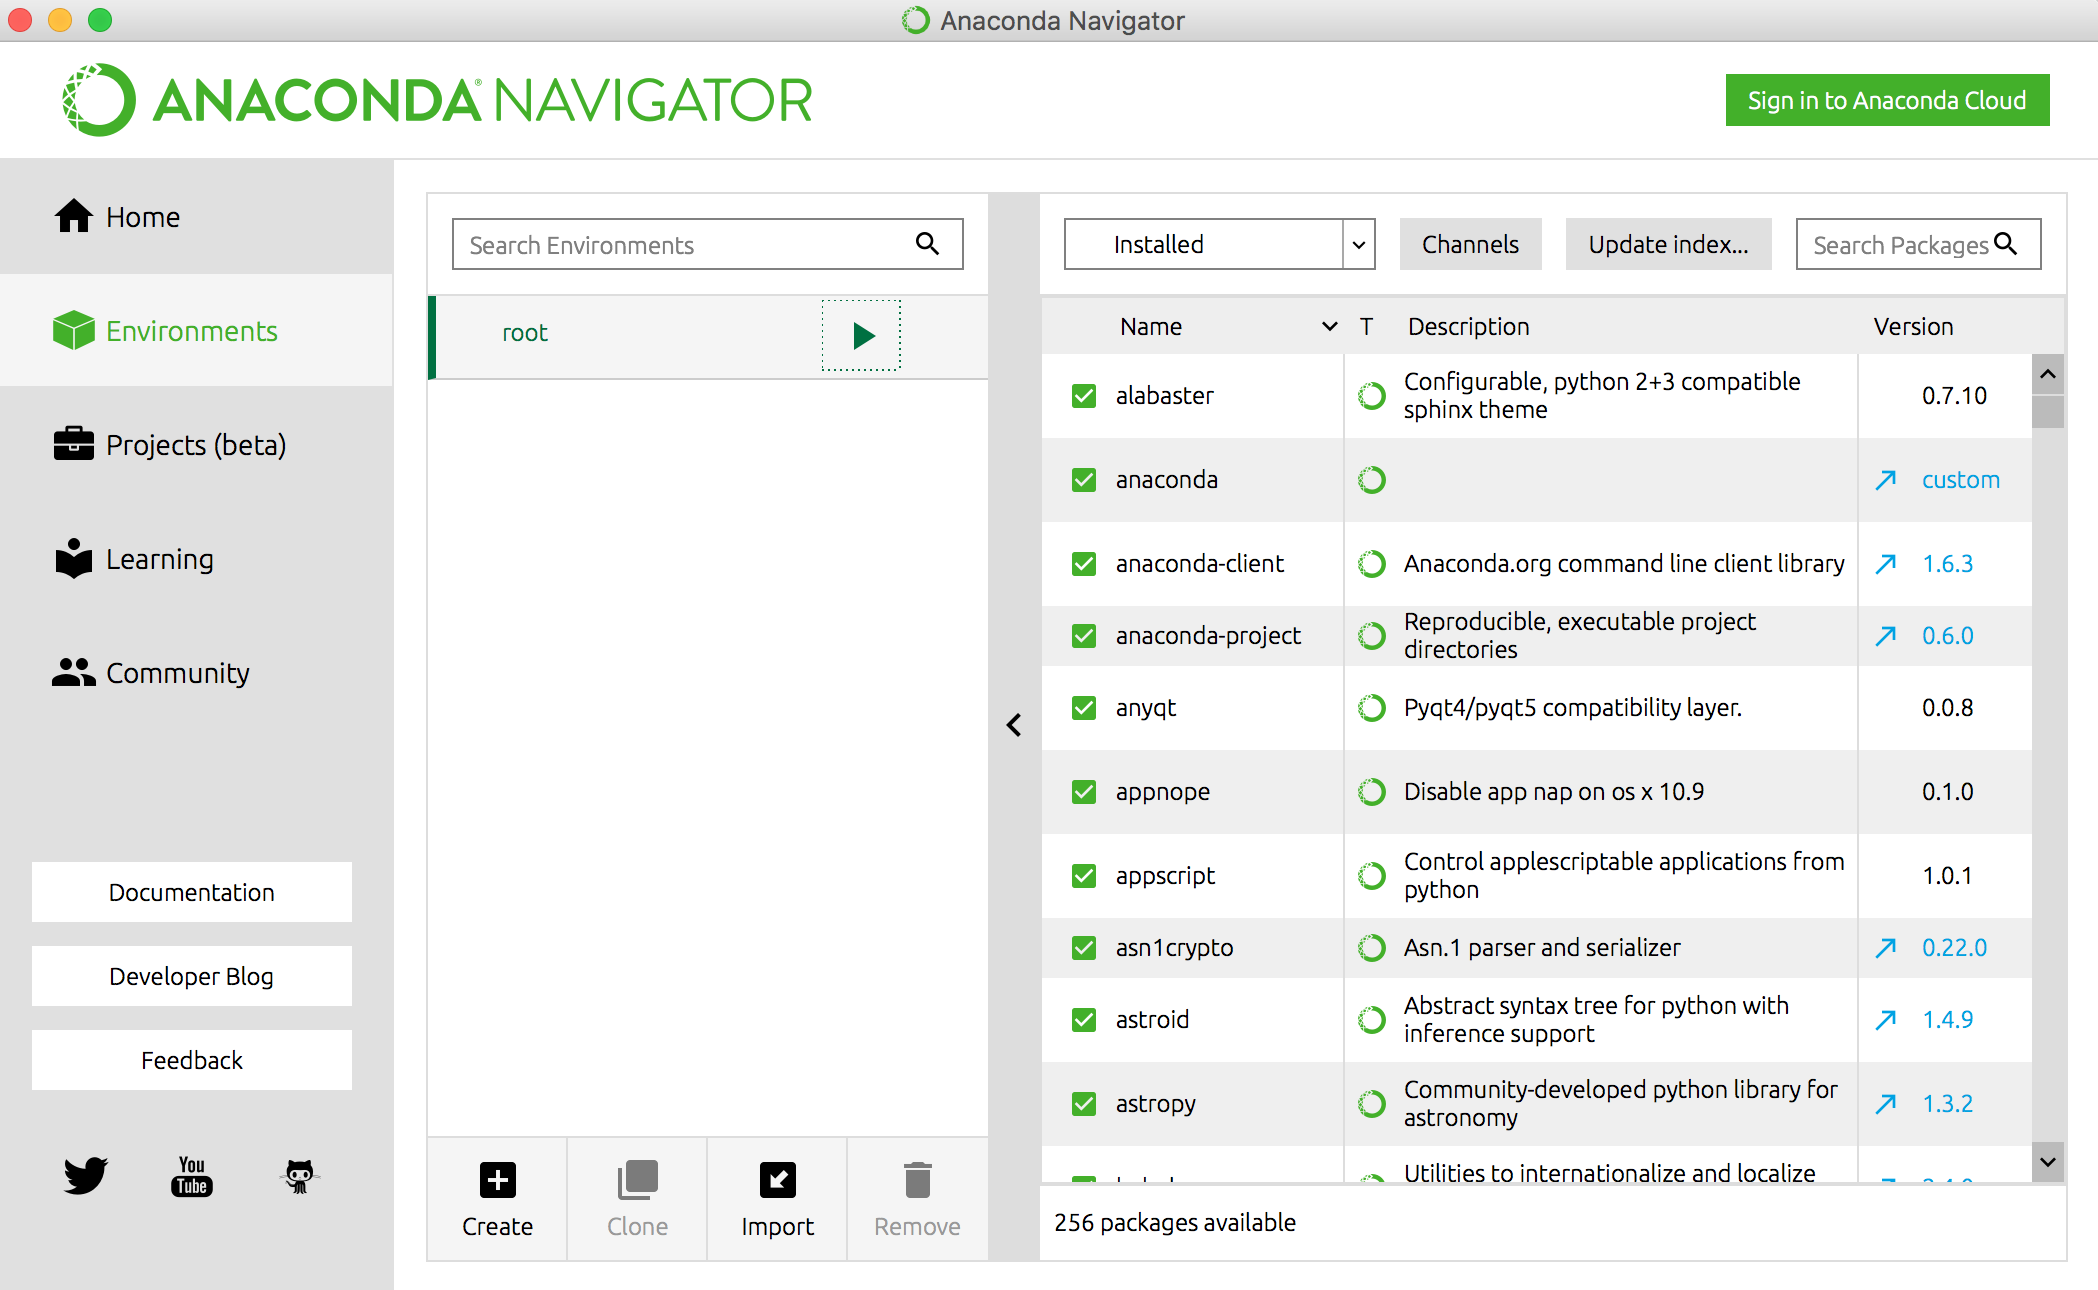 Anaconda Navigator
ANACONDA® NAVIGATOR
Sign in to Anaconda Cloud
Home
Environments
Projects (beta)
Learning
Community
Documentation
Developer Blog
Feedback
You
Tube
Search Environments
root
Create
Clone
Import
Remove
Installed
Channels
Update index...
Search Packages
Name
T
Description
Version
alabaster
Configurable, python 2+3 compatible
sphinx theme
0.7.10
anaconda
custom
anaconda-client
Anaconda.org command line client library
1.6.3
anaconda-project
Reproducible, executable project
directories
0.6.0
anyqt
Pyqt4/pyqt5 compatibility layer.
0.0.8
appnope
Disable app nap on os x 10.9
0.1.0
appscript
Control applescriptable applications from
python
1.0.1
asn1crypto
Asn.1 parser and serializer
0.22.0
astroid
Abstract syntax tree for python with
inference support
1.4.9
astropy
Community-developed python library for
astronomy
1.3.2
Utilities to internationalize and localize
256 packages available